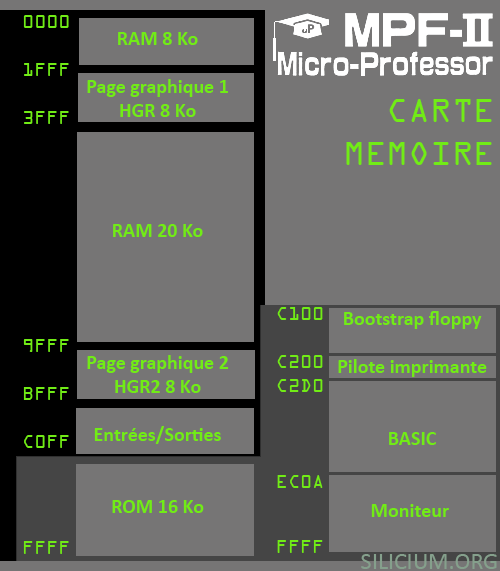 0000
RAM 8 Ko
1FFF
Page graphique 1
HGR 8 Ko
3FFF
RAM 20 Ko
9FFF
Page graphique 2
HGR2 8 Ko
BFFF
Entrées/Sorties
C0FF
ROM 16 Ko
FFFF
µP
MPF-II
Micro-Professor
CARTE
MEMOIRE
C100
Bootstrap floppy
C200
Pilote imprimante
C2D0
BASIC
EC0A
Moniteur
FFFF
SILICIUM.ORG